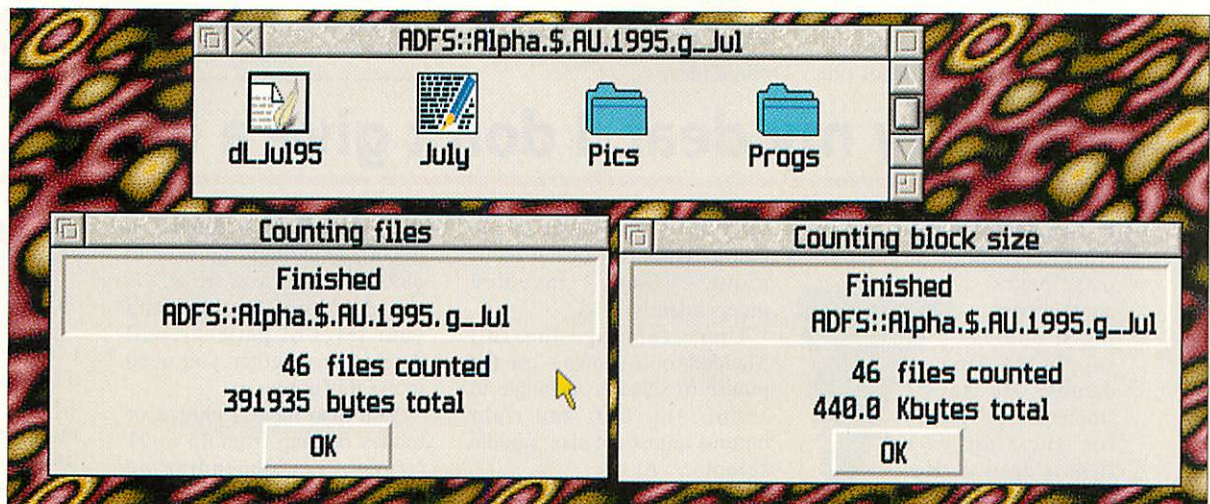 ADFS::Alpha.$.AU.1995.g_Jul
dLJul95
July
Pics
Progs
Counting files
Finished
ADFS::Alpha.$.AU.1995.g_Jul
46 files counted
391935 bytes total
OK
Counting block size
Finished
ADFS::Alpha.$.AU.1995.g_Jul
46 files counted
440.0 Kbytes total
OK